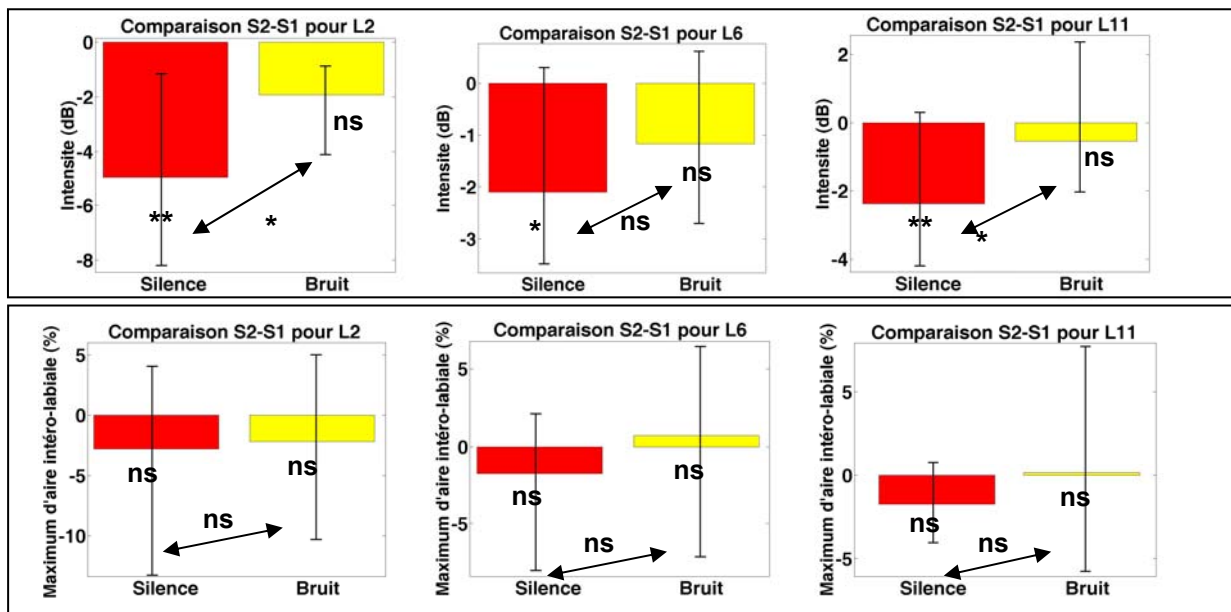 Comparaison S2-S1 pour L2
Intensite (dB)
0
-2
-4
-6
-8
ns
**
*
Silence Bruit
Comparaison S2-S1 pour L6
Intensite (dB)
0
-1
-2
-3
ns
*
ns
Silence Bruit
Comparaison S2-S1 pour L11
Intensite (dB)
2
0
-2
-4
ns
**
*
Silence Bruit
Comparaison S2-S1 pour L2
Maximum d'aire intéro-labiale (%)
5
0
-5
-10
ns ns
ns
Silence Bruit
Comparaison S2-S1 pour L6
Maximum d'aire intéro-labiale (%)
5
0
-5
ns ns
ns
Silence Bruit
Comparaison S2-S1 pour L11
Maximum d'aire intéro-labiale (%)
5
0
-5
ns ns
ns
Silence Bruit